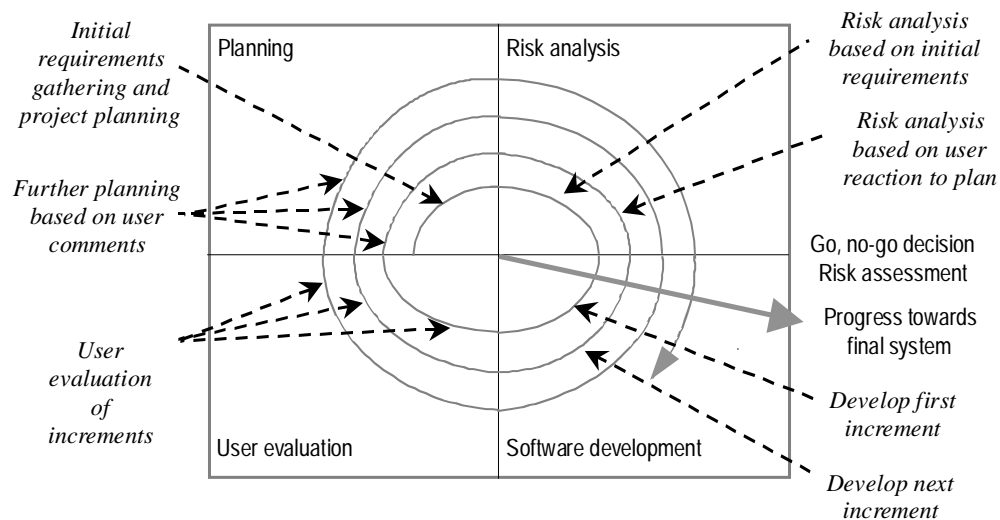 Initial
requirements
gathering and
project planning
Planning
Risk analysis
Risk analysis
based on initial
requirements
Risk analysis
based on user
reaction to plan
Further planning
based on user
comments
Go, no-go decision
Risk assessment
Progress towards
final system
User
evaluation
of
increments
User evaluation
Software development
Develop first
increment
Develop next
increment